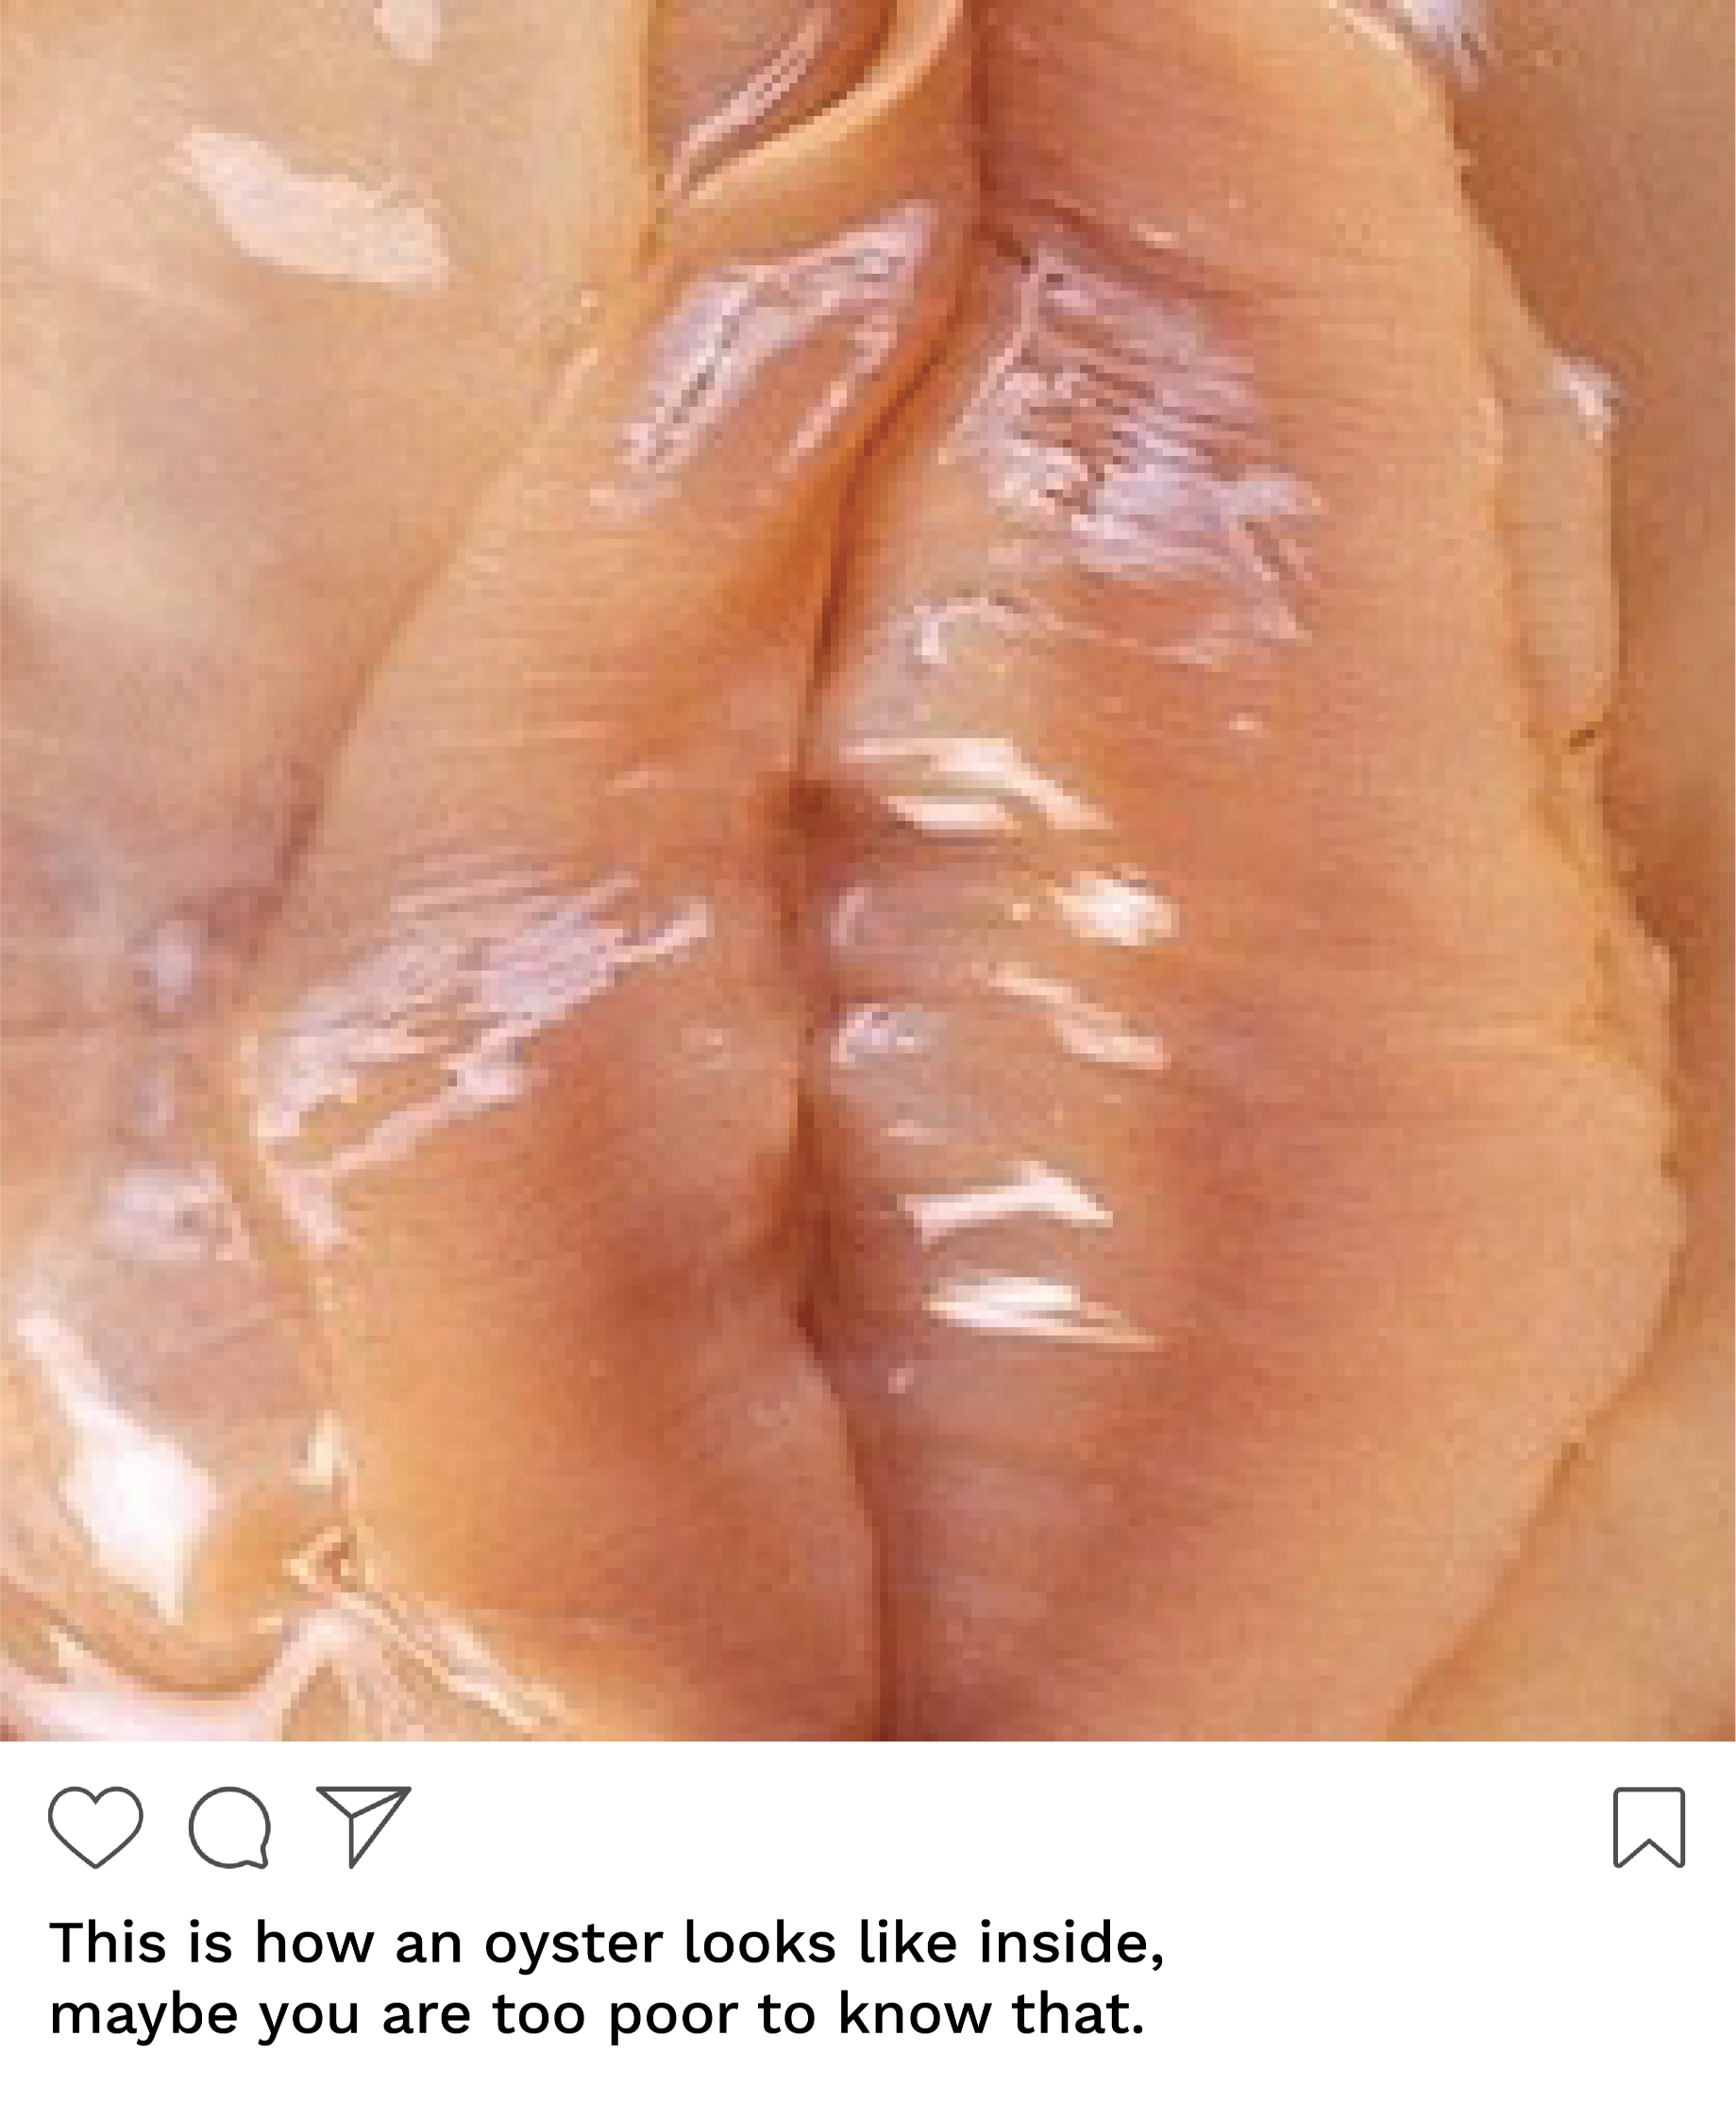 This is how an oyster looks like inside,
maybe you are too poor to know that.